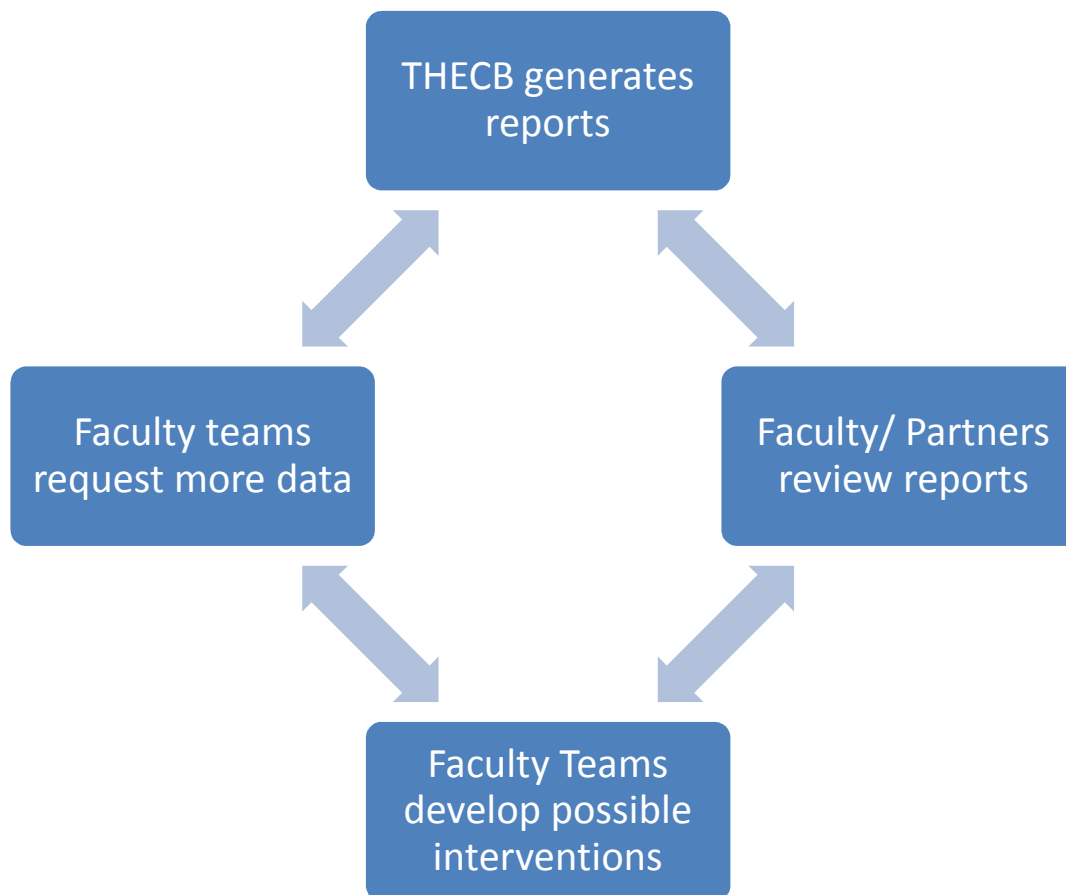 THECB generates
reports
Faculty teams
request more data
Faculty/ Partners
review reports
Faculty Teams
develop possible
interventions